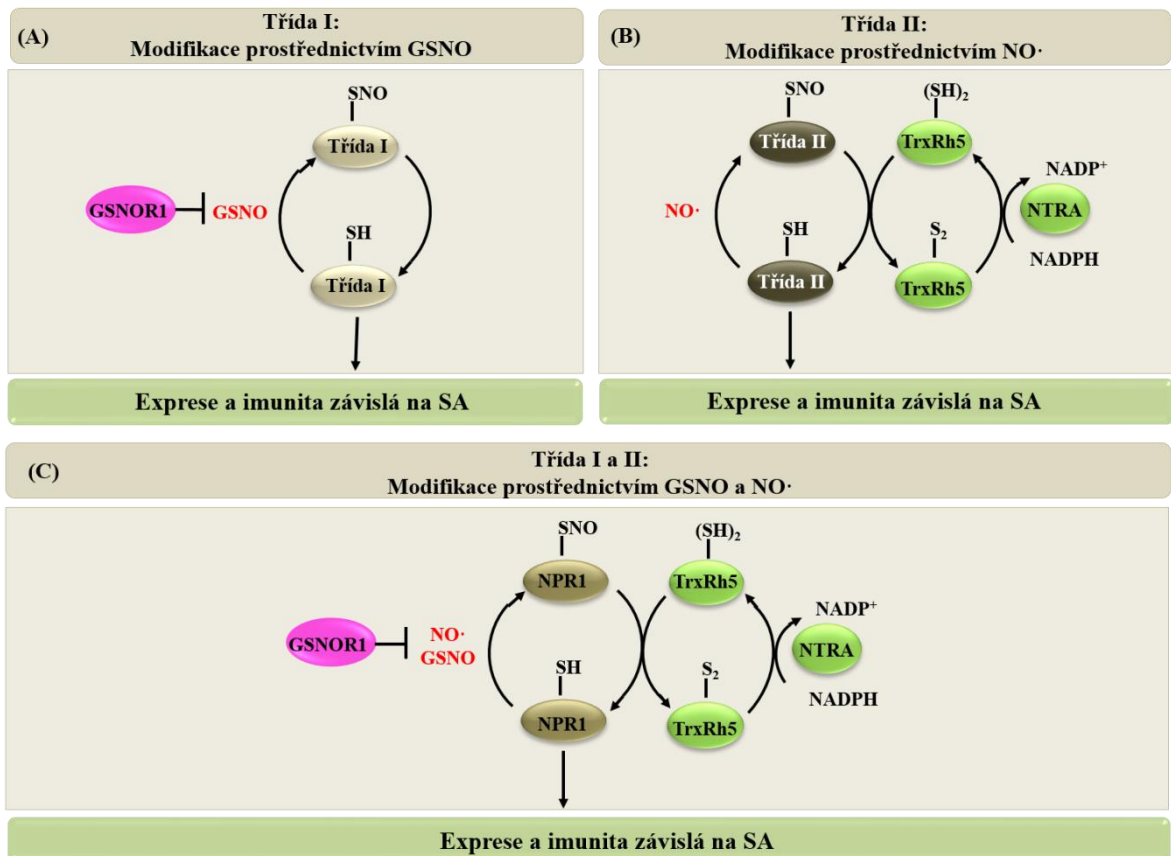 (A)
Třída I:
Modifikace prostřednictvím GSNO
SNO
Třída I
GSNOR1
GSNO
SH
Třída I
Exprese a imunita závislá na SA
(B)
Třída II:
Modifikace prostřednictvím NO·
SNO
(SH)₂
Třída II
TrxRh5
NADP⁺
NO·
NTRA
SH
S₂
NADPH
Třída II
TrxRh5
Exprese a imunita závislá na SA
(C)
Třída I a II:
Modifikace prostřednictvím GSNO a NO·
SNO
(SH)₂
NPR1
TrxRh5
NADP⁺
GSNOR1
NO·
GSNO
NTRA
SH
S₂
NADPH
NPR1
TrxRh5
Exprese a imunita závislá na SA